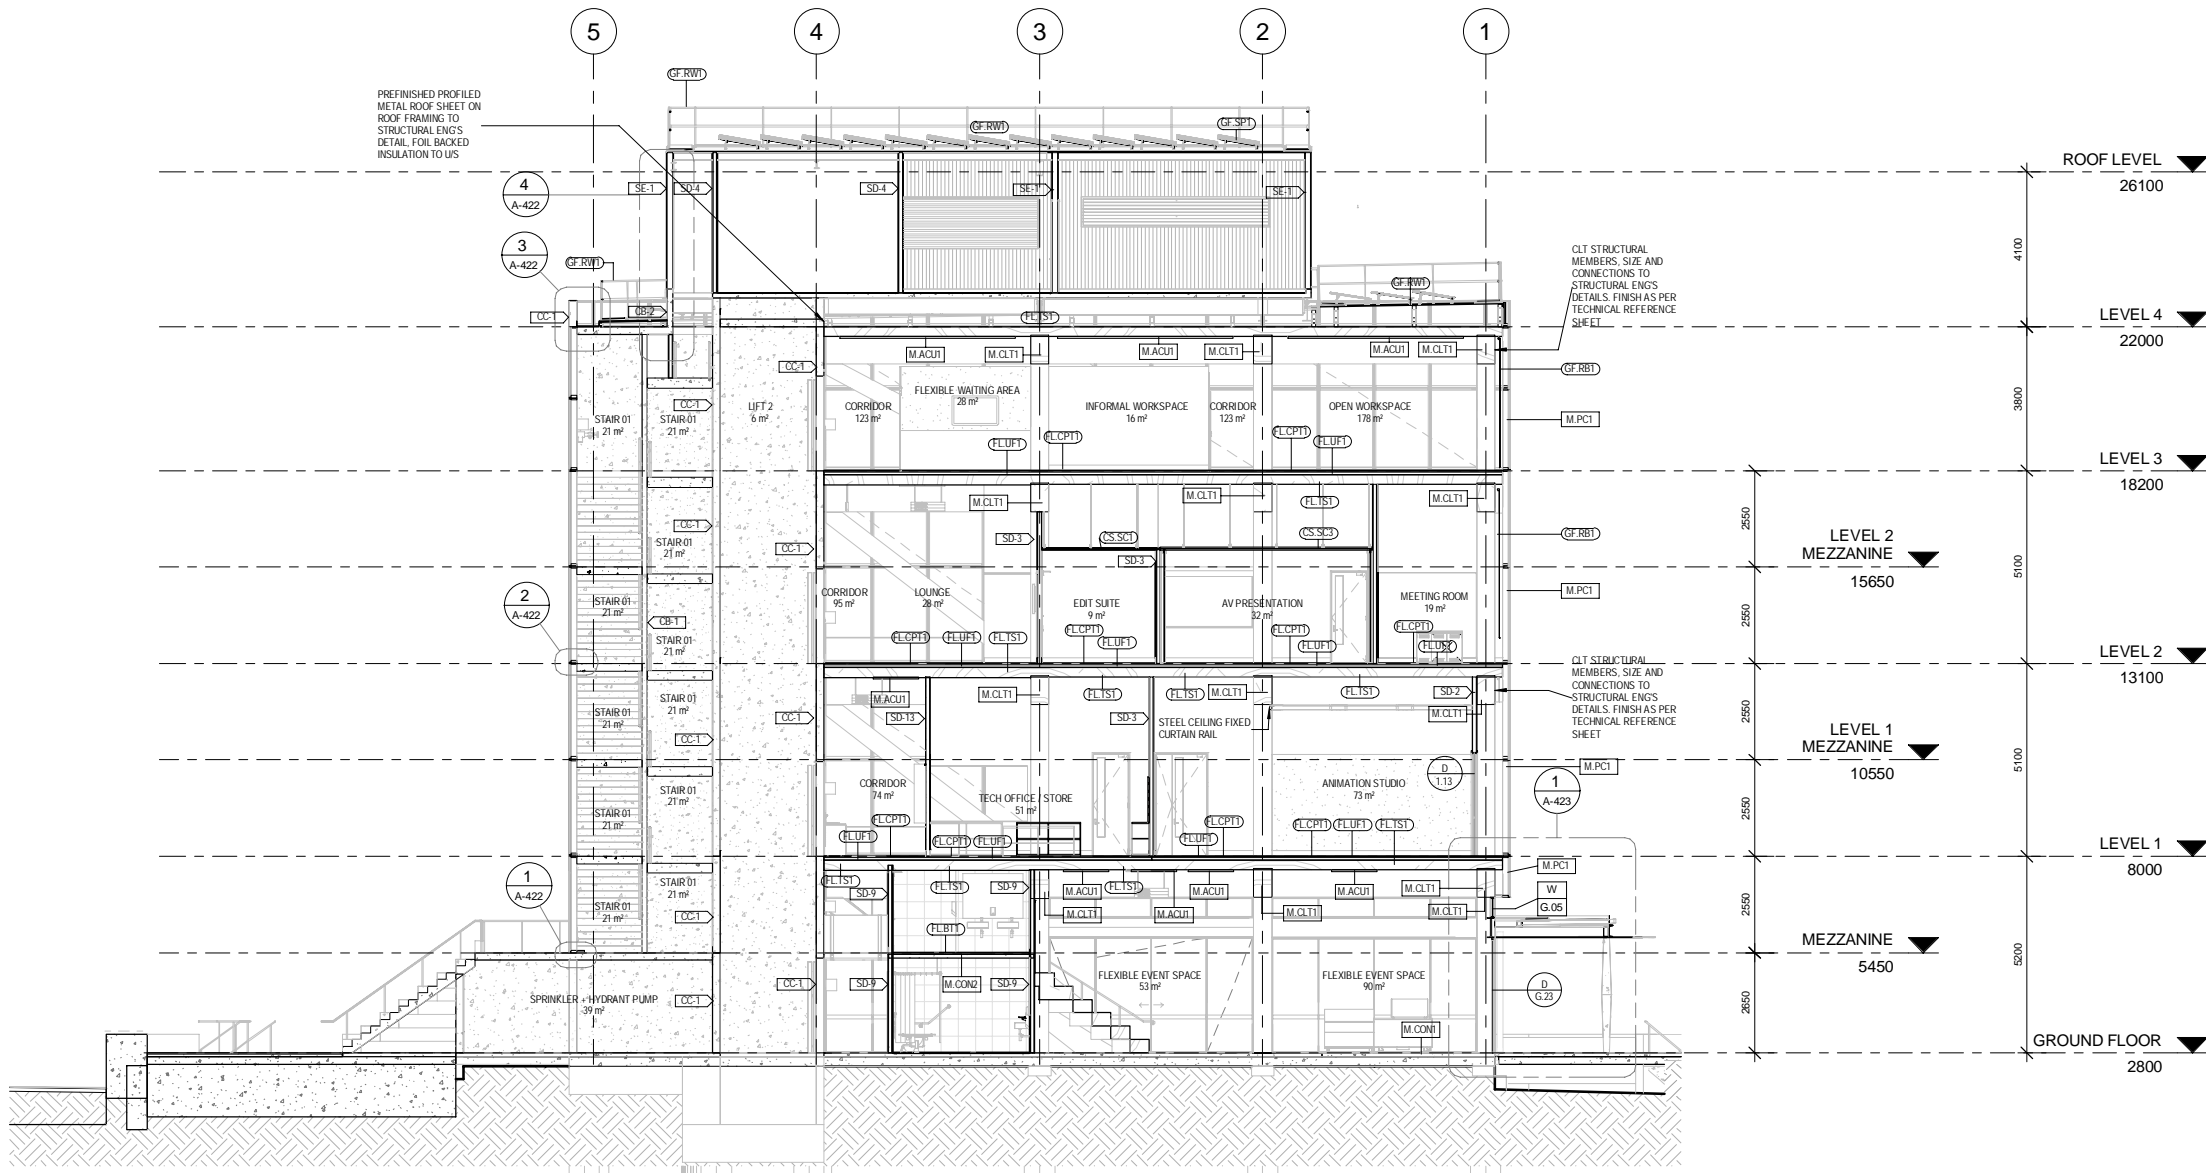 5
4
3
2
1
GF.RW1
PREFINISHED PROFILED
METAL ROOF SHEET ON
ROOF FRAMING TO
STRUCTURAL ENG'S
DETAIL, FOIL BACKED
INSULATION TO U/S
GF.RW1
GF.SP1
ROOF LEVEL
26100
4
A-422
SE-1
SD-4
SD-4
SE-1
SE-1
3
A-422
GF.RW1
GF.RW1
CLT STRUCTURAL
MEMBERS, SIZE AND
CONNECTIONS TO
STRUCTURAL ENG'S
DETAILS. FINISH AS PER
TECHNICAL REFERENCE
SHEET
4100
CC-1
CB-2
FL.TS1
LEVEL 4
22000
M.ACU1
M.CLT1
M.ACU1
M.CLT1
M.ACU1
M.CLT1
CC-1
GF.RB1
3800
CC-1
LIFT 2
6 m²
CORRIDOR
123 m²
FLEXIBLE WAITING AREA
28 m²
INFORMAL WORKSPACE
16 m²
CORRIDOR
123 m²
OPEN WORKSPACE
178 m²
M.PC1
STAIR 01
21 m²
STAIR 01
21 m²
FL.UF1
FL.CPT1
FL.CPT1
FL.UF1
LEVEL 3
18200
M.CLT1
M.CLT1
FL.TS1
M.CLT1
2550
CC-1
SD-3
CS.SC1
CS.SC3
GF.RB1
STAIR 01
21 m²
CC-1
SD-3
LEVEL 2
MEZZANINE
15650
5100
2
A-422
STAIR 01
21 m²
CORRIDOR
95 m²
LOUNGE
28 m²
EDIT SUITE
9 m²
AV PRESENTATION
32 m²
MEETING ROOM
19 m²
M.PC1
2550
CB-1
STAIR 01
21 m²
FL.CPT1
FL.UF1
FL.TS1
FL.CPT1
FL.UF1
FL.CPT1
FL.UF1
FL.CPT1
LEVEL 2
13100
CLT STRUCTURAL
MEMBERS, SIZE AND
CONNECTIONS TO
STRUCTURAL ENG'S
DETAILS. FINISH AS PER
TECHNICAL REFERENCE
SHEET
STAIR 01
21 m²
STAIR 01
21 m²
M.ACU1
M.CLT1
FL.TS1
FL.TS1
M.CLT1
FL.TS1
SD-2
M.CLT1
2550
CC-1
SD-13
SD-3
STEEL CEILING FIXED
CURTAIN RAIL
CC-1
LEVEL 1
MEZZANINE
10550
5100
M.PC1
D
1.13
1
A-423
STAIR 01
21 m²
STAIR 01
21 m²
CORRIDOR
74 m²
TECH OFFICE / STORE
51 m²
ANIMATION STUDIO
73 m²
2550
FL.CPT1
FL.UF1
FL.CPT1
FL.UF1
FL.CPT1
FL.UF1
FL.CPT1
FL.UF1
FL.TS1
LEVEL 1
8000
M.PC1
1
A-422
STAIR 01
21 m²
STAIR 01
21 m²
CC-1
FL.TS1
SD-9
FL.TS1
SD-9
M.ACU1
FL.TS1
M.ACU1
M.ACU1
M.CLT1
W
G.05
M.CLT1
M.ACU1
M.CLT1
M.CLT1
FL.BT1
2550
MEZZANINE
5450
5200
SPRINKLER + HYDRANT PUMP
39 m²
CC-1
CC-1
SD-9
M.CON2
SD-9
FLEXIBLE EVENT SPACE
53 m²
FLEXIBLE EVENT SPACE
90 m²
M.CON1
D
G.23
2650
GROUND FLOOR
2800